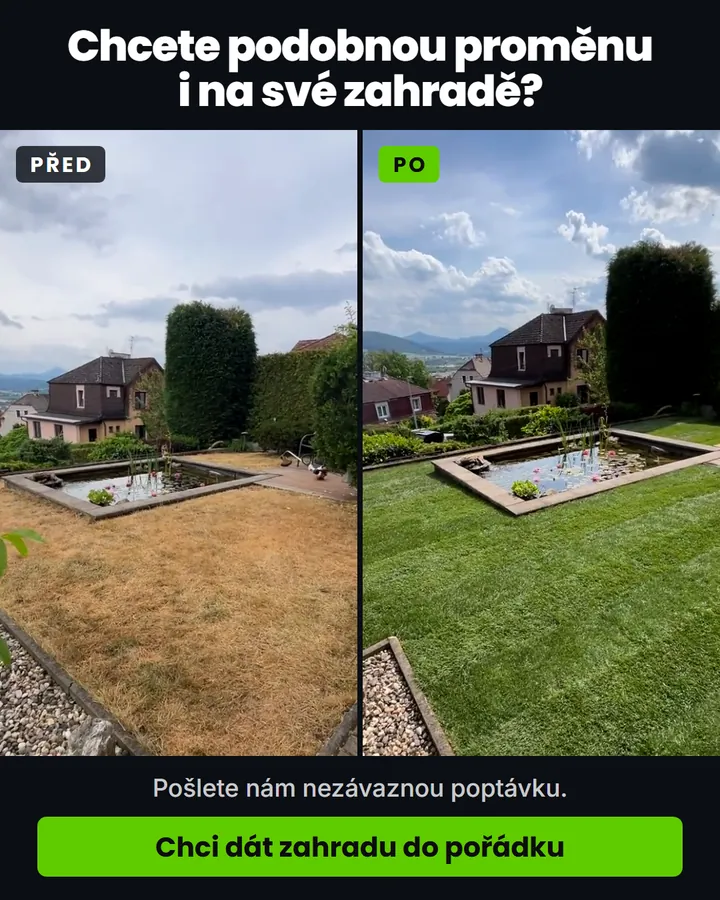 Chcete podobnou proměnu
i na své zahradě?
PŘED
PO
Pošlete nám nezávaznou poptávku.
Chci dát zahradu do pořádku